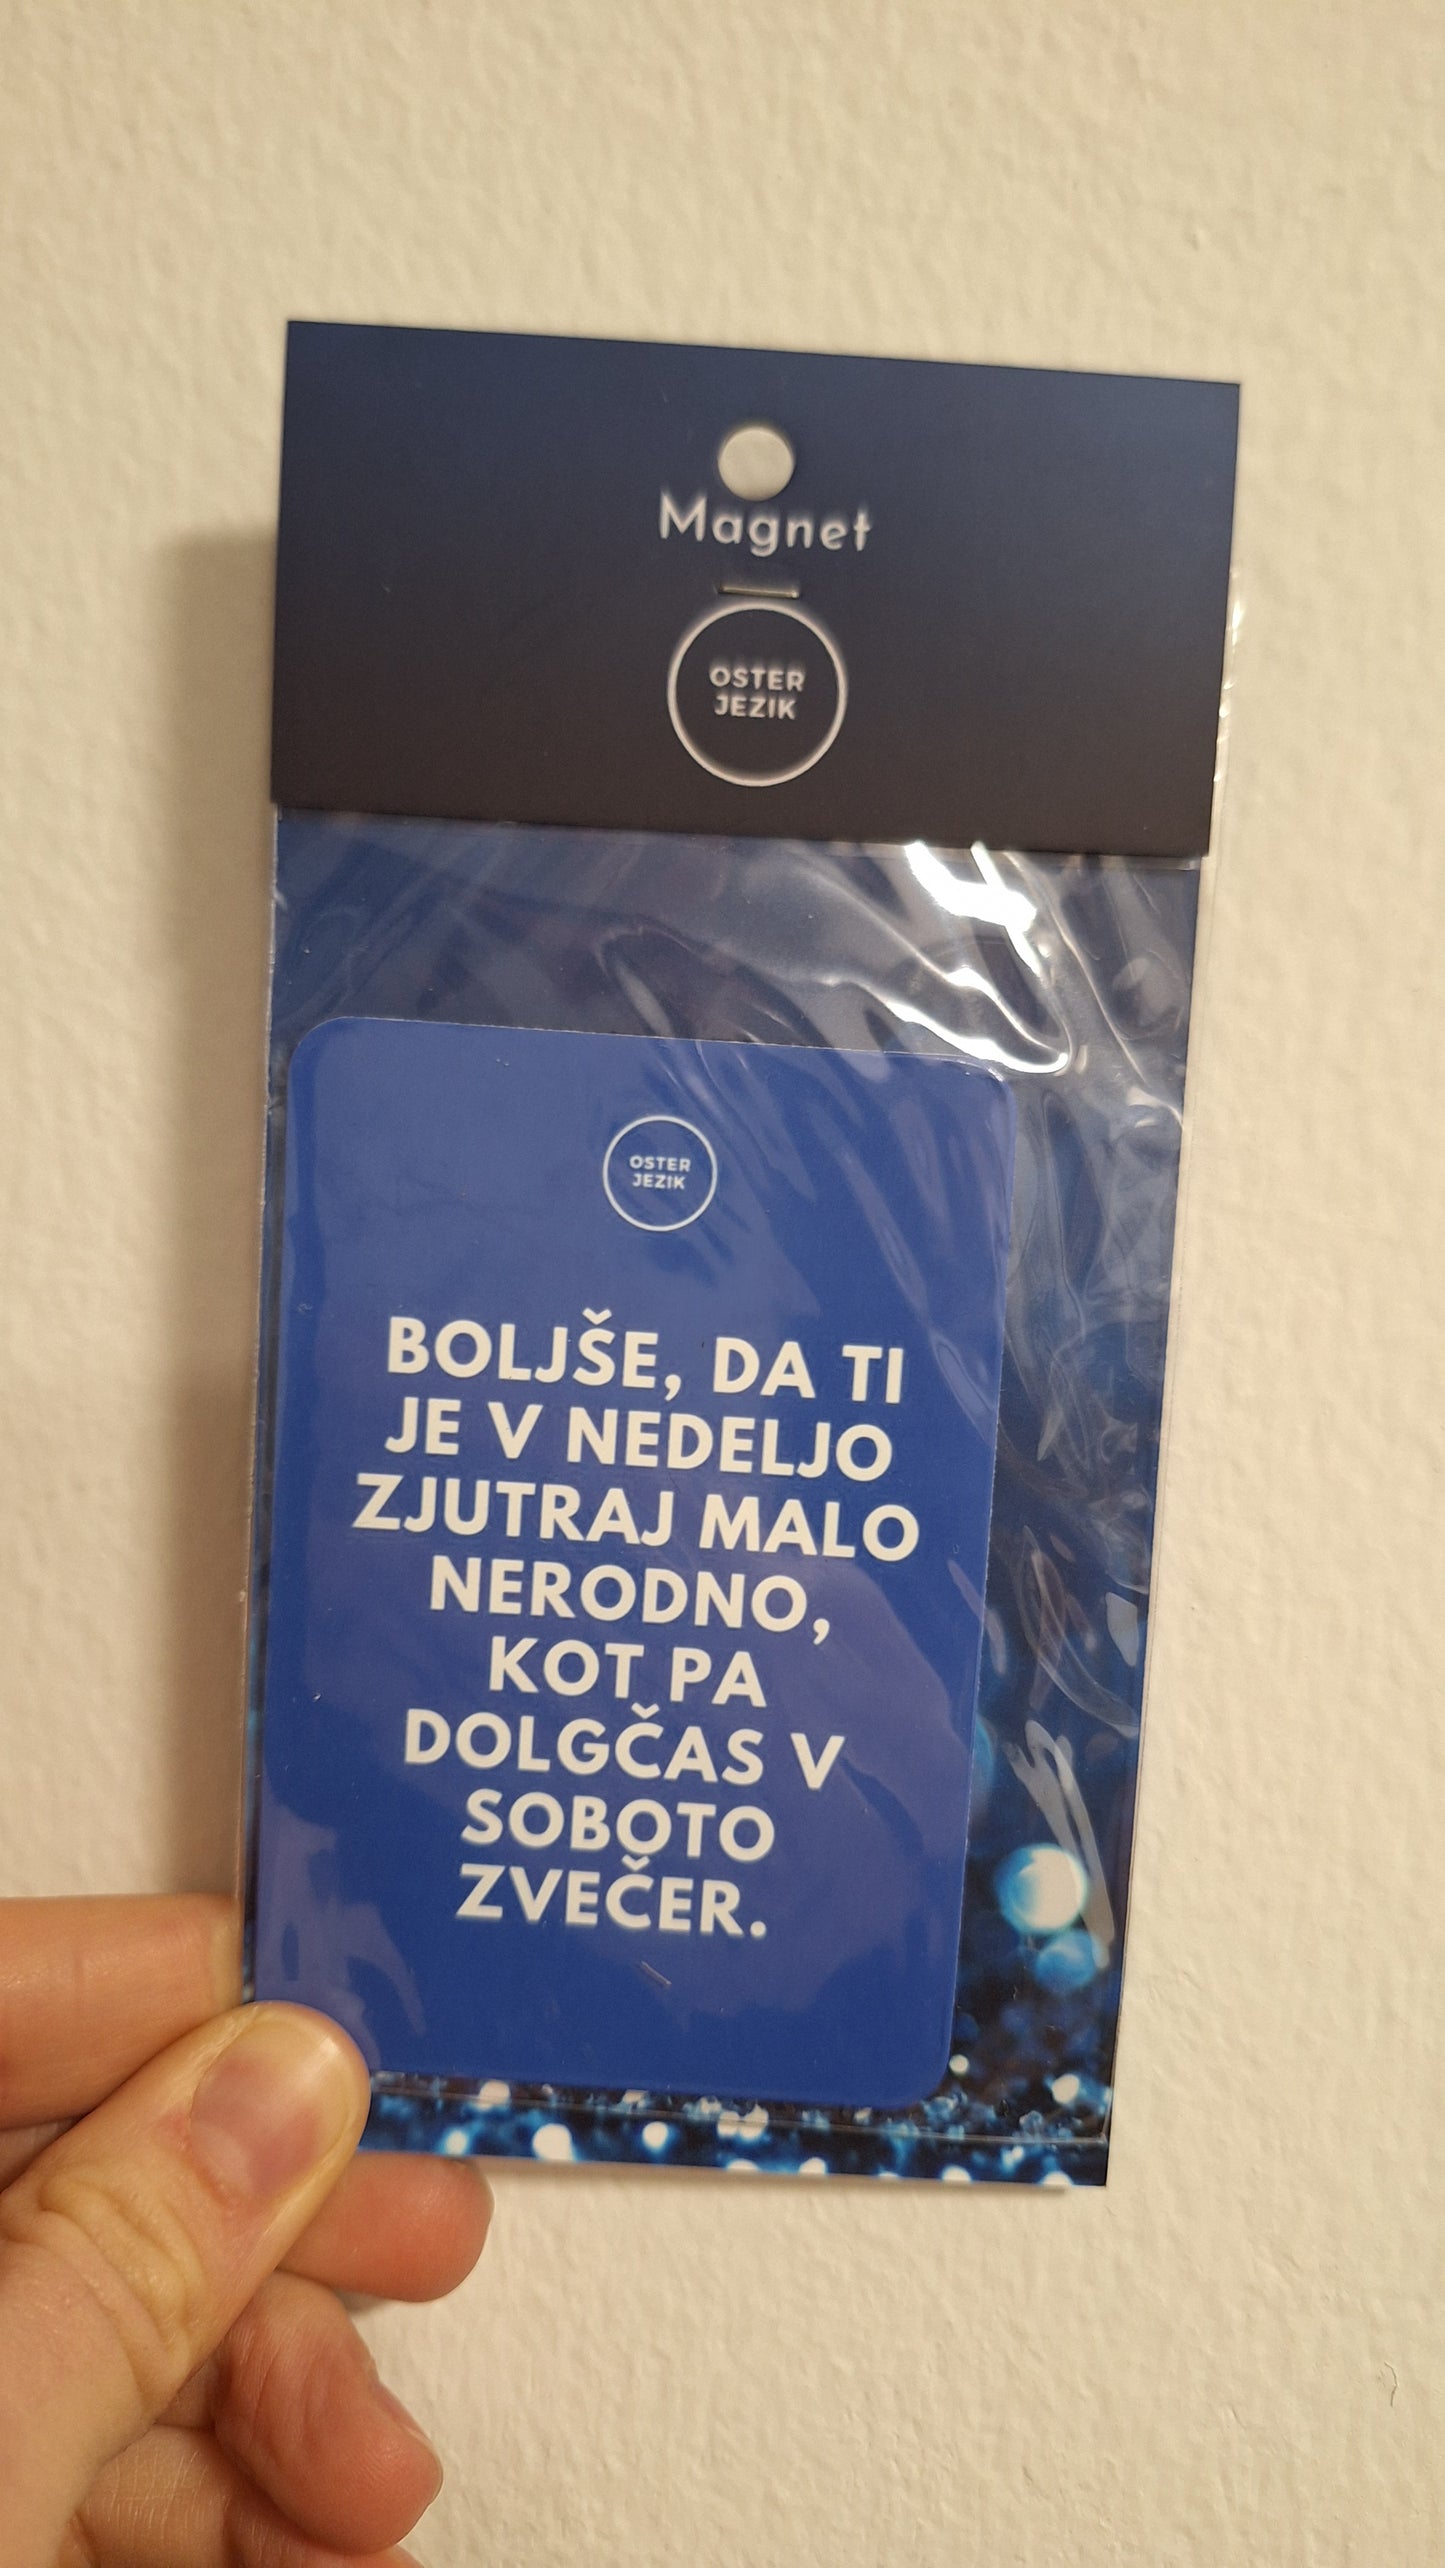 Magnet
OSTER
JEZIK
OSTER
JEZIK
BOLJŠE, DA TI
JE V NEDELJO
ZJUTRAJ MALO
NERODNO,
KOT PA
DOLGČAS V
SOBOTO
ZVEČER.